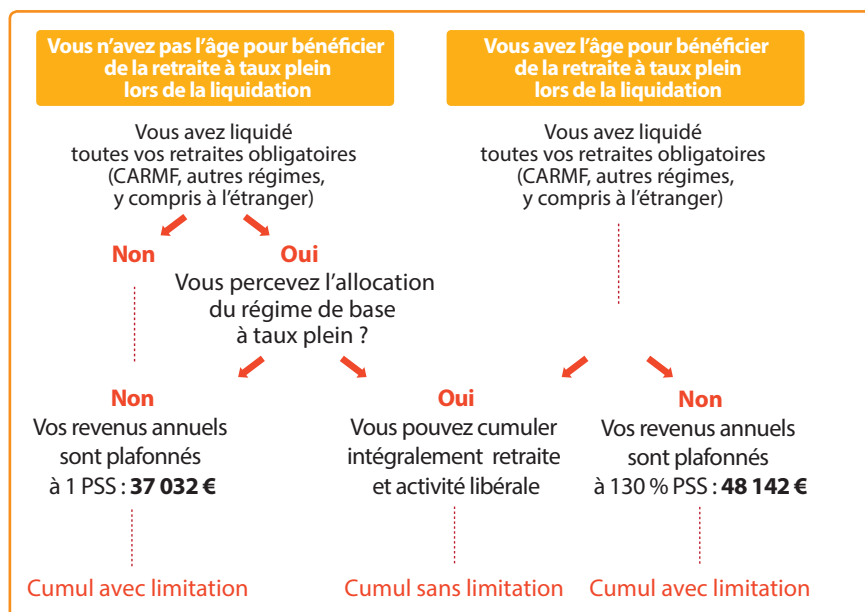 Vous n'avez pas l'âge pour bénéficier
de la retraite à taux plein
lors de la liquidation
Vous avez liquidé
toutes vos retraites obligatoires
(CARMF, autres régimes,
y compris à l'étranger)
Non
Oui
Vous percevez l'allocation
du régime de base
à taux plein ?
Vous avez l'âge pour bénéficier
de la retraite à taux plein
lors de la liquidation
Vous avez liquidé
toutes vos retraites obligatoires
(CARMF, autres régimes,
y compris à l'étranger)
Non
Vos revenus annuels
sont plafonnés
à 1 PSS : 37 032 €
Cumul avec limitation
Oui
Vous pouvez cumuler
intégralement retraite
et activité libérale
Cumul sans limitation
Non
Vos revenus annuels
sont plafonnés
à 130 % PSS : 48 142 €
Cumul avec limitation